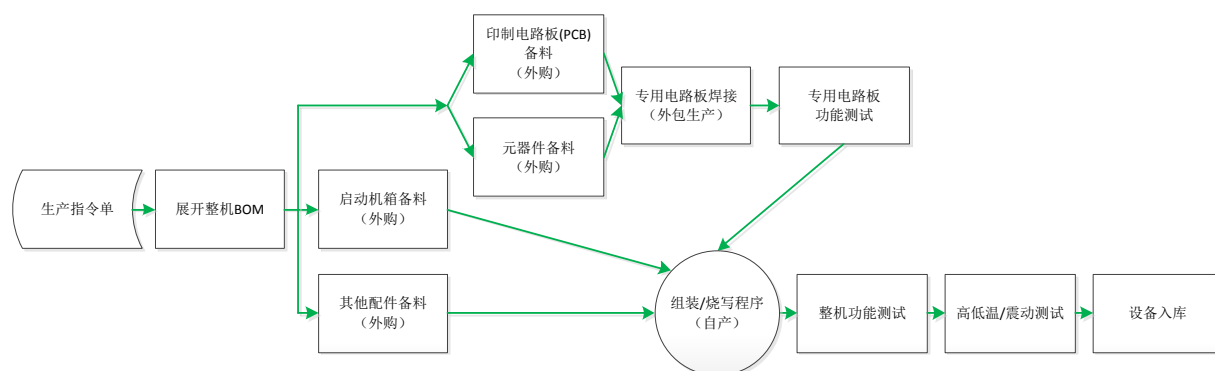 印制电路板(PCB)
备料
（外购）
专用电路板焊接
（外包生产）
专用电路板
功能测试
元器件备料
（外购）
生产指令单
展开整机BOM
启动机箱备料
（外购）
其他配件备料
（外购）
组装/烧写程序
（自产）
整机功能测试
高低温/震动测试
设备入库